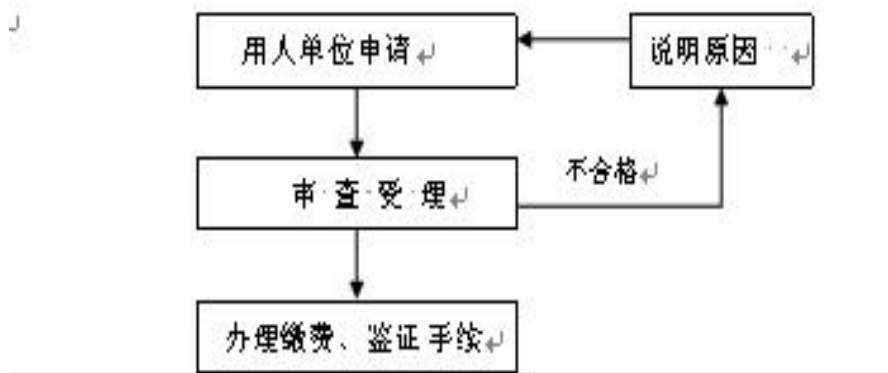 用人单位申请
说明原因
审查受理
不合格
办理缴费、鉴证手续